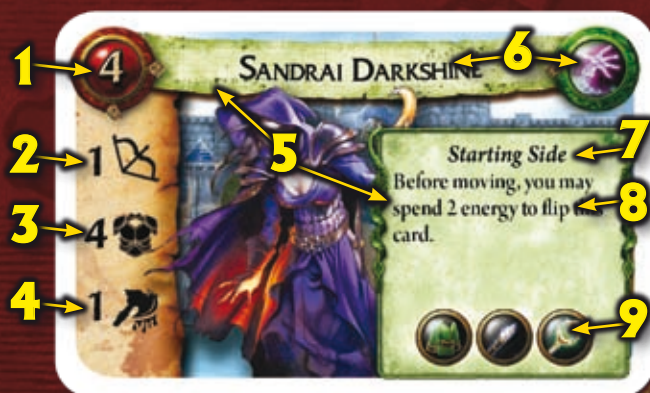 1 4 SANDRAI DARKSHINE 6
2 1
5
Starting Side 7
Before moving, you may
spend 2 energy to flip 8
card.
3 4
4 1
9